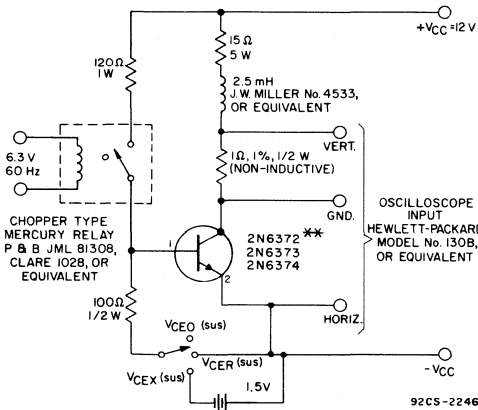 +VCC=12V
120Ω
1W
15Ω
5 W
2.5 mH
J.W. MILLER No. 4533,
OR EQUIVALENT
VERT.
6.3 V
60 Hz
1Ω, 1%, 1/2 W
(NON-INDUCTIVE)
GND.
CHOPPER TYPE
MERCURY RELAY
P & B JML 81308,
CLARE 1028, OR
EQUIVALENT
OSCILLOSCOPE
INPUT
HEWLETT-PACKARD
MODEL No. 130B,
OR EQUIVALENT
1
2N6372 **
2N6373
2N6374
2
100Ω
1/2 W
HORIZ.
VCEO (sus)
VCER (sus)
VCEX (sus)
-VCC
1.5V
92CS-2246